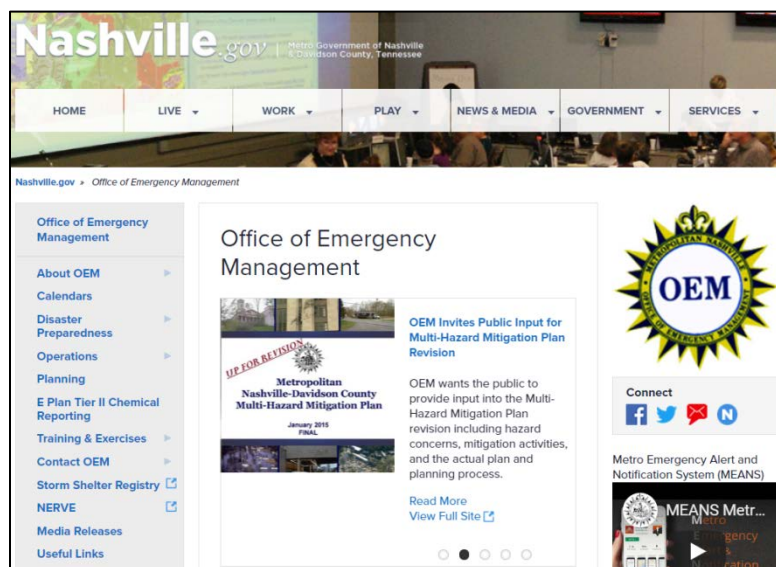 Nashville.gov | Metro Government of Nashville
& Davidson County, Tennessee
HOME LIVE WORK PLAY NEWS & MEDIA GOVERNMENT SERVICES
Nashville.gov » Office of Emergency Management
Office of Emergency
Management
About OEM
Calendars
Disaster
Preparedness
Operations
Planning
E Plan Tier II Chemical
Reporting
Training & Exercises
Contact OEM
Storm Shelter Registry
NERVE
Media Releases
Useful Links
Office of Emergency
Management
UP FOR REVISION
Metropolitan
Nashville-Davidson County
Multi-Hazard Mitigation Plan
January 2015
FINAL
OEM Invites Public Input for
Multi-Hazard Mitigation Plan
Revision
OEM wants the public to
provide input into the Multi-
Hazard Mitigation Plan
revision including hazard
concerns, mitigation activities,
and the actual plan and
planning process.
Read More
View Full Site
METROPOLITAN NASHVILLE
OEM
OFFICE OF EMERGENCY MANAGEMENT
Connect
Metro Emergency Alert and
Notification System (MEANS)
MEANS Metr...
Metro